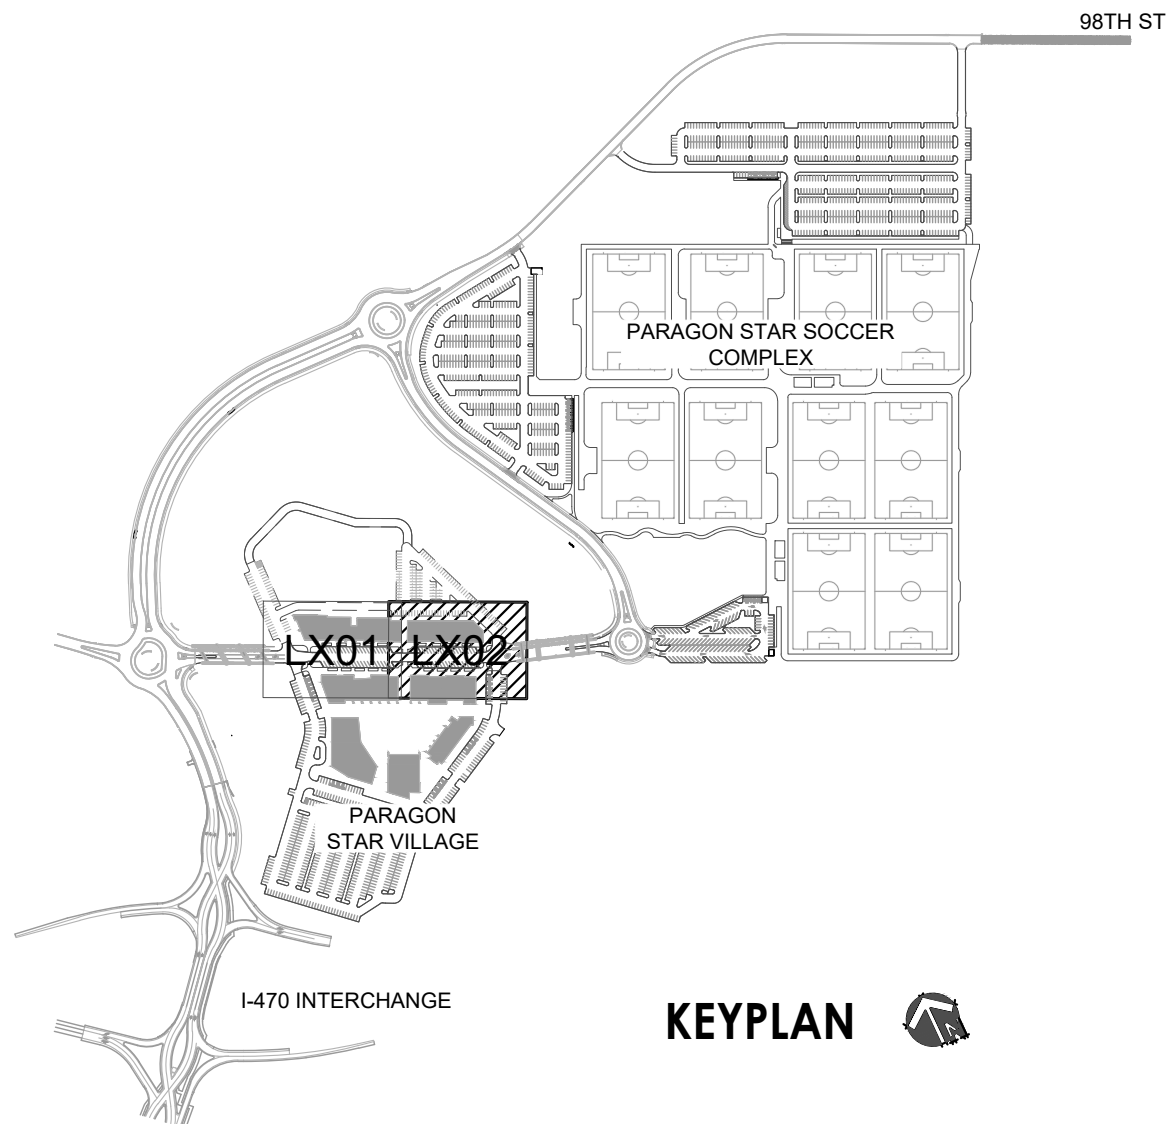 98TH ST
PARAGON STAR SOCCER
COMPLEX
LX01
LX02
PARAGON
STAR VILLAGE
I-470 INTERCHANGE
KEYPLAN